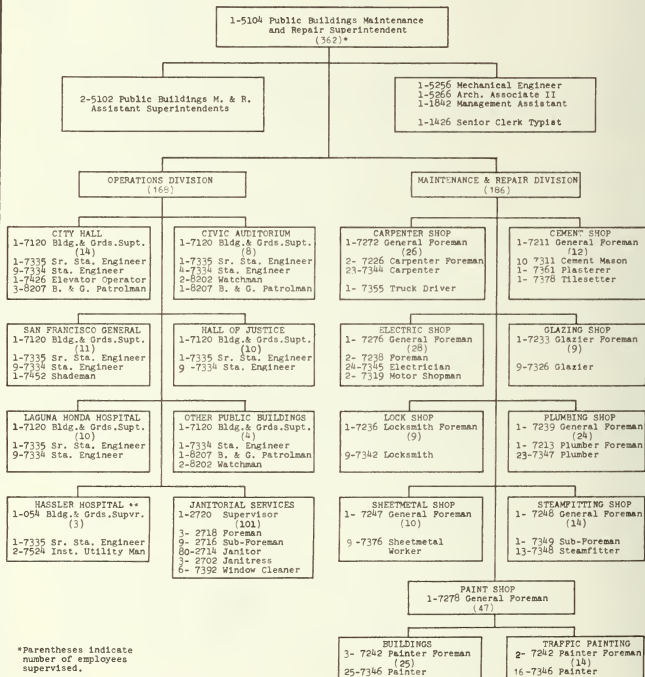 1-5104 Public Buildings Maintenance
and Repair Superintendent
(362)*
2-5102 Public Buildings M. & R.
Assistant Superintendents
1-5256 Mechanical Engineer
1-5266 Arch. Associate II
1-1842 Management Assistant
1-1426 Senior Clerk Typist
OPERATIONS DIVISION
(168)
MAINTENANCE & REPAIR DIVISION
(186)
CITY HALL
1-7120 Bldg.& Grds.Supt.
(14)
1-7335 Sr. Sta. Engineer
9-7334 Sta. Engineer
1-7426 Elevator Operator
3-8207 B. & G. Patrolman
CIVIC AUDITORIUM
1-7120 Bldg. & Grds.Supt.
(8)
1-7335 Sr. Sta. Engineer
4-7334 Sta. Engineer
2-8202 Watchman
1-8207 B. & G. Patrolman
CARPENTER SHOP
1-7272 General Foreman
(26)
2- 7226 Carpenter Foreman
23-7344 Carpenter
1- 7355 Truck Driver
CEMENT SHOP
1-7211 General Foreman
(12)
10 7311 Cement Mason
1- 7361 Plasterer
1- 7378 Tilesetter
SAN FRANCISCO GENERAL
1-7120 Bldg.& Grds.Supt.
(11)
1-7335 Sr. Sta. Engineer
9-7334 Sta. Engineer
1-7452 Shademan
HALL OF JUSTICE
1-7120 Bldg.& Grds.Supt.
(10)
1-7335 Sr. Sta. Engineer
9 -7334 Sta. Engineer
ELECTRIC SHOP
1- 7276 General Foreman
(28)
2- 7238 Foreman
24-7345 Electrician
2- 7319 Motor Shopman
GLAZING SHOP
1-7233 Glazier Foreman
(9)
9-7326 Glazier
LAGUNA HONDA HOSPITAL
1-7120 Bldg.& Grds.Supt.
(10)
1-7335 Sr. Sta. Engineer
9-7334 Sta. Engineer
OTHER PUBLIC BUILDINGS
1-7120 Bldg.& Grds.Supt.
(4)
1-7334 Sta. Engineer
1-8207 B. & G. Patrolman
2-8202 Watchman
LOCK SHOP
1-7236 Locksmith Foreman
(9)
9-7342 Locksmith
PLUMBING SHOP
1- 7239 General Foreman
(24)
1- 7213 Plumber Foreman
23-7347 Plumber
HASSLER HOSPITAL **
1-054 Bldg.& Grds.Supvr.
(3)
1-7335 Sr. Sta. Engineer
2-7524 Inst. Utility Man
JANITORIAL SERVICES
1-2720 Supervisor
(101)
3- 2718 Foreman
9- 2716 Sub-Foreman
80-2714 Janitor
3- 2702 Janitress
6- 7392 Window Cleaner
SHEETMETAL SHOP
1- 7247 General Foreman
(10)
9 -7376 Sheetmetal
Worker
STEAMFITTING SHOP
1- 7248 General Foreman
(14)
1- 7349 Sub-Foreman
13-7348 Steamfitter
PAINT SHOP
1-7278 General Foreman
(47)
*Parentheses indicate
number of employees
supervised.
BUILDINGS
3- 7242 Painter Foreman
(25)
25-7346 Painter
TRAFFIC PAINTING
2- 7242 Painter Foreman
(14)
16-7346 Painter